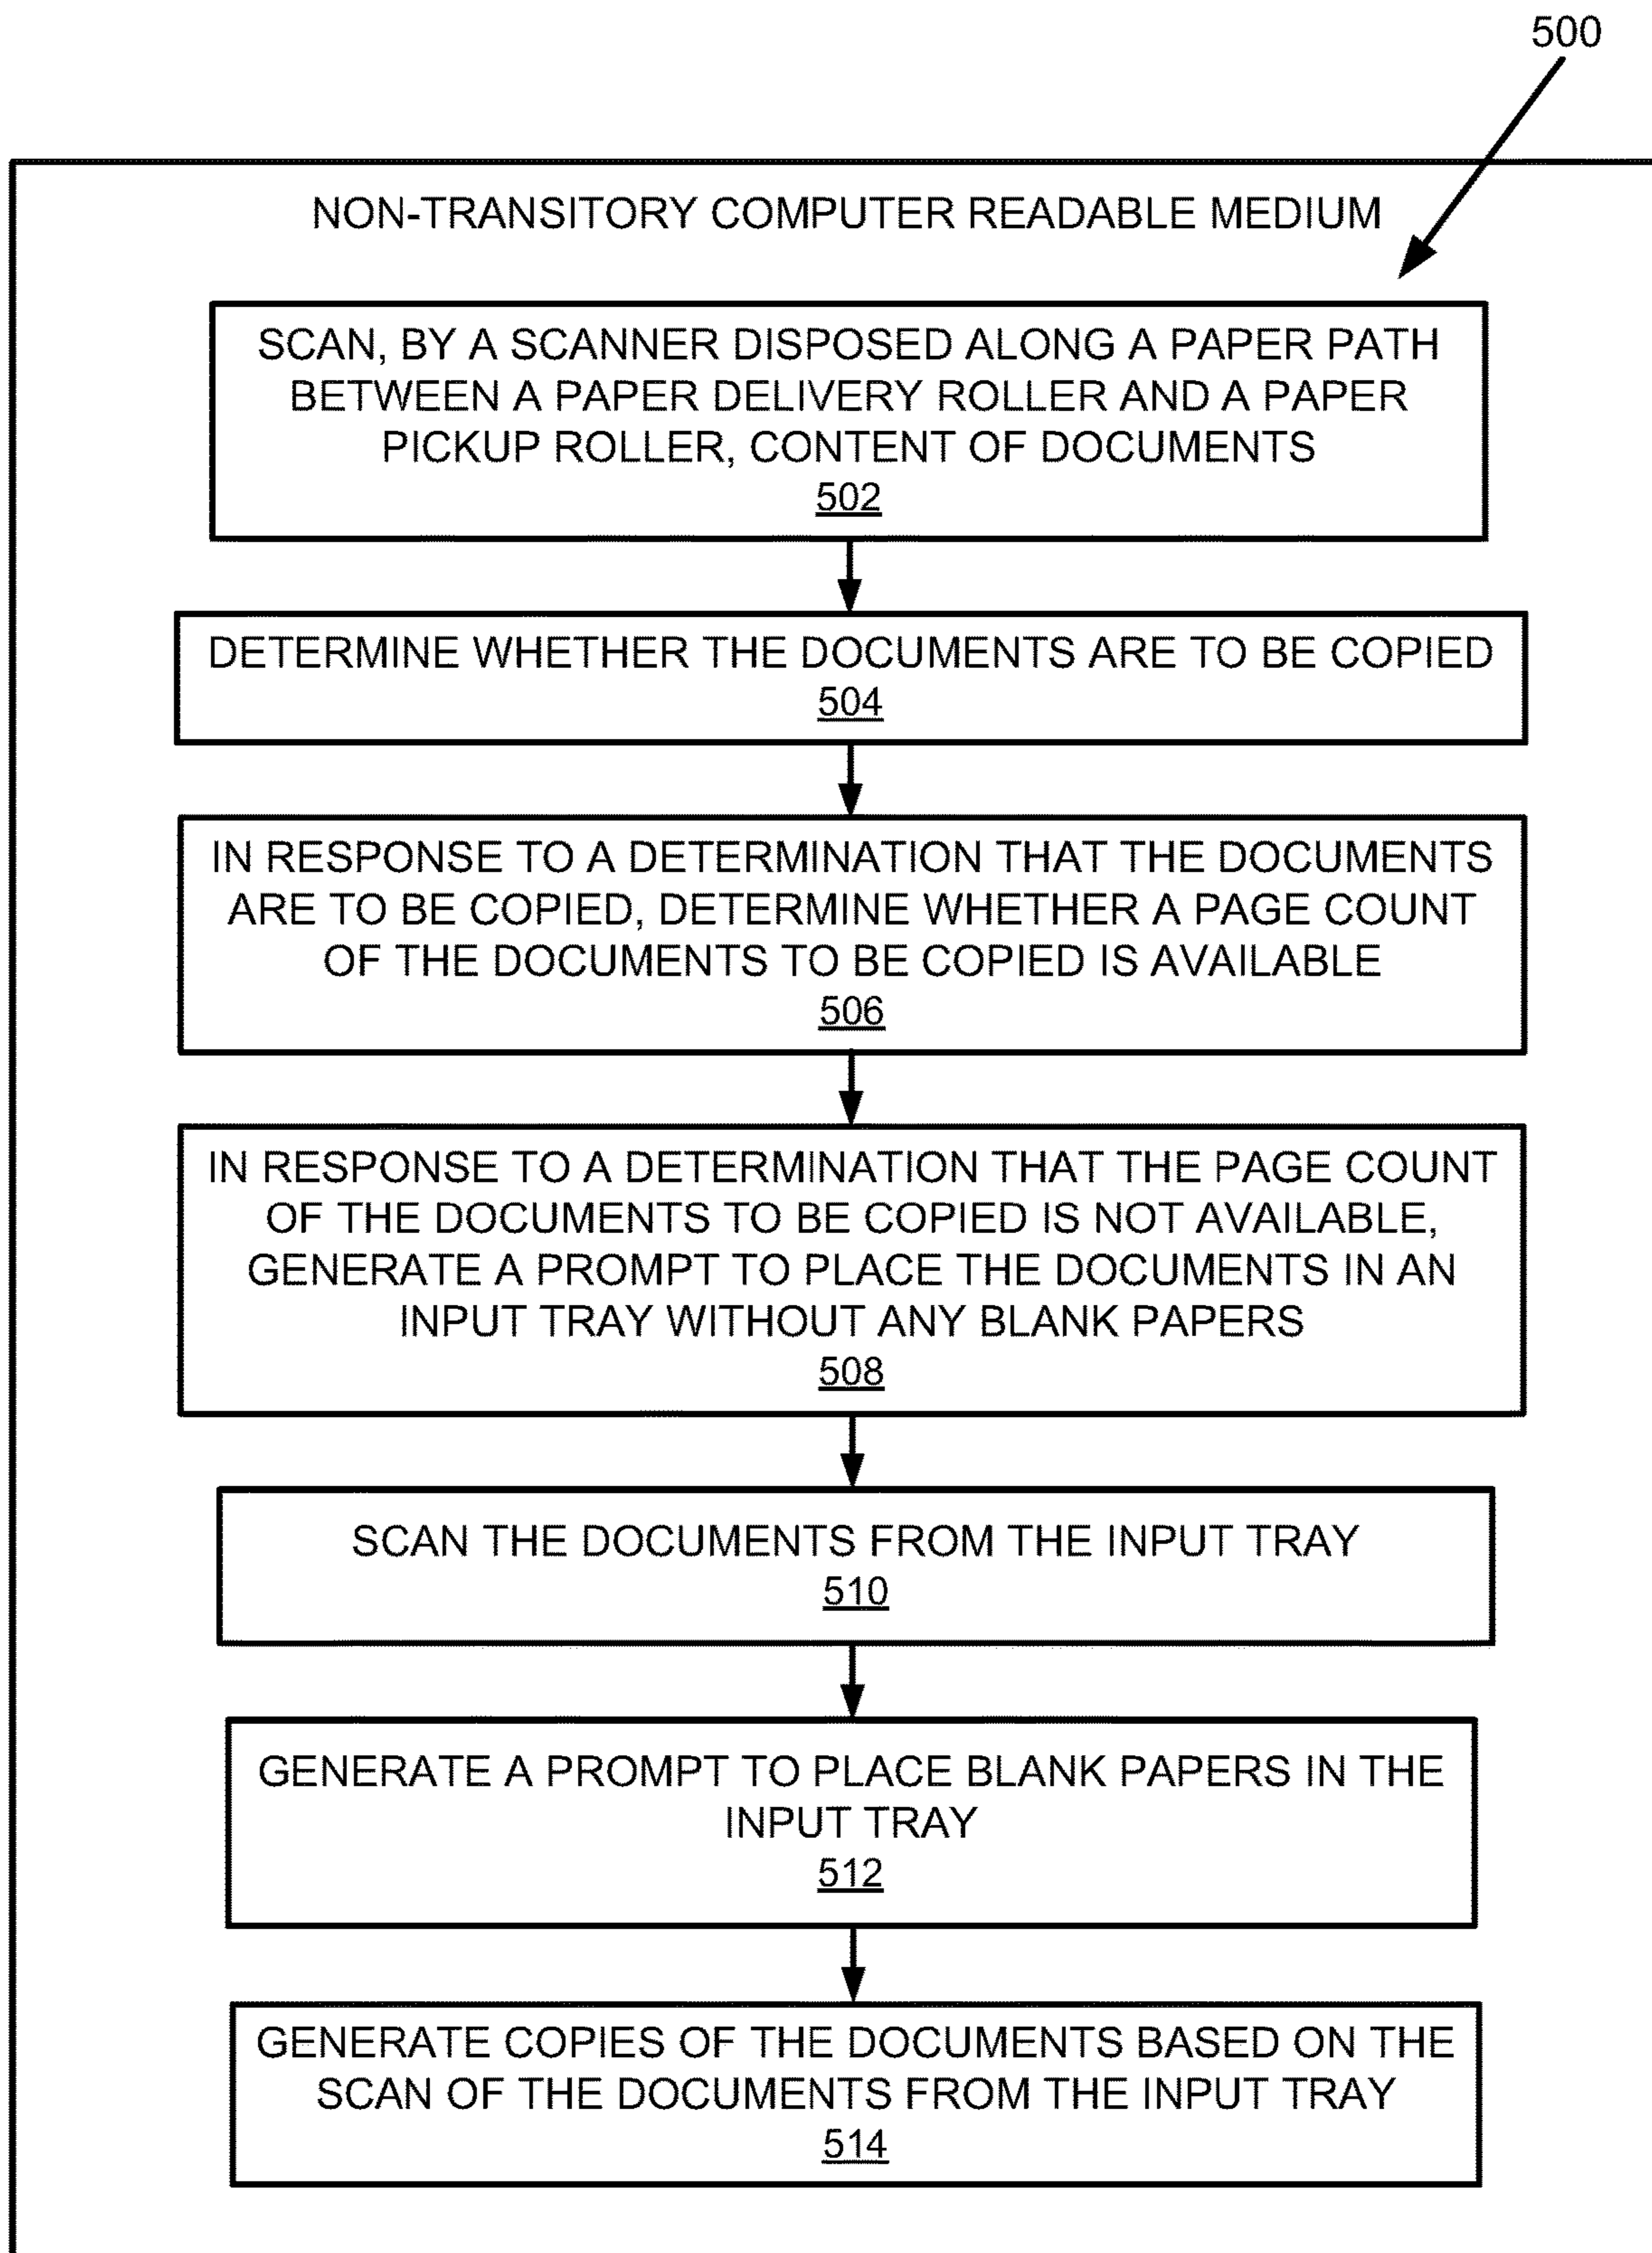 500
NON-TRANSITORY COMPUTER READABLE MEDIUM
SCAN, BY A SCANNER DISPOSED ALONG A PAPER PATH
BETWEEN A PAPER DELIVERY ROLLER AND A PAPER
PICKUP ROLLER, CONTENT OF DOCUMENTS
502
DETERMINE WHETHER THE DOCUMENTS ARE TO BE COPIED
504
IN RESPONSE TO A DETERMINATION THAT THE DOCUMENTS
ARE TO BE COPIED, DETERMINE WHETHER A PAGE COUNT
OF THE DOCUMENTS TO BE COPIED IS AVAILABLE
506
IN RESPONSE TO A DETERMINATION THAT THE PAGE COUNT
OF THE DOCUMENTS TO BE COPIED IS NOT AVAILABLE,
GENERATE A PROMPT TO PLACE THE DOCUMENTS IN AN
INPUT TRAY WITHOUT ANY BLANK PAPERS
508
SCAN THE DOCUMENTS FROM THE INPUT TRAY
510
GENERATE A PROMPT TO PLACE BLANK PAPERS IN THE
INPUT TRAY
512
GENERATE COPIES OF THE DOCUMENTS BASED ON THE
SCAN OF THE DOCUMENTS FROM THE INPUT TRAY
514